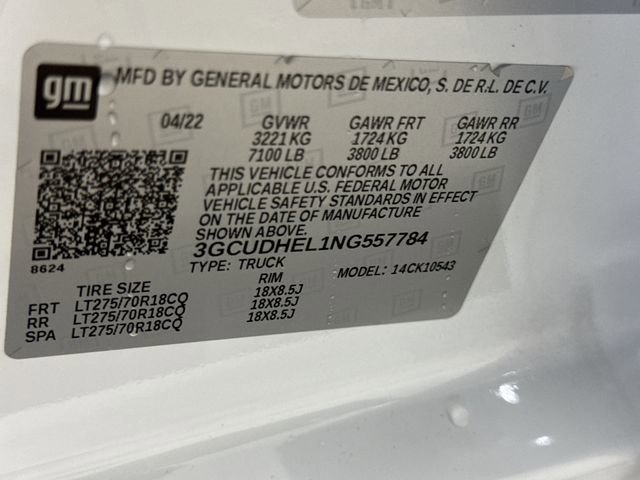 gm
MFD BY GENERAL MOTORS DE MEXICO, S. DE R.L. DE C.V.
04/22 GVWR GAWR FRT GAWR RR
3221 KG 1724 KG 1724 KG
7100 LB 3800 LB 3800 LB
THIS VEHICLE CONFORMS TO ALL
APPLICABLE U.S. FEDERAL MOTOR
VEHICLE SAFETY STANDARDS IN EFFECT
ON THE DATE OF MANUFACTURE
SHOWN ABOVE.
3GCUDHEL1NG557784
8624
TYPE: TRUCK MODEL: 14CK10543
TIRE SIZE RIM
FRT LT275/70R18CQ 18X8.5J
RR LT275/70R18CQ 18X8.5J
SPA LT275/70R18CQ 18X8.5J